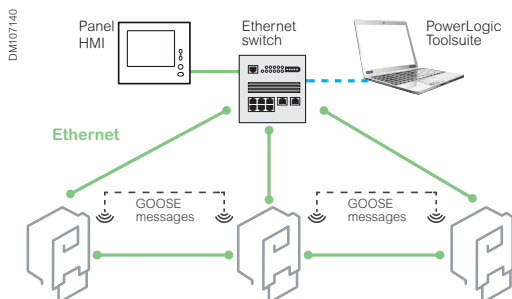 DM107140
Panel
HMI
Ethernet
switch
PowerLogic
Toolsuite
Ethernet
GOOSE
messages
GOOSE
messages